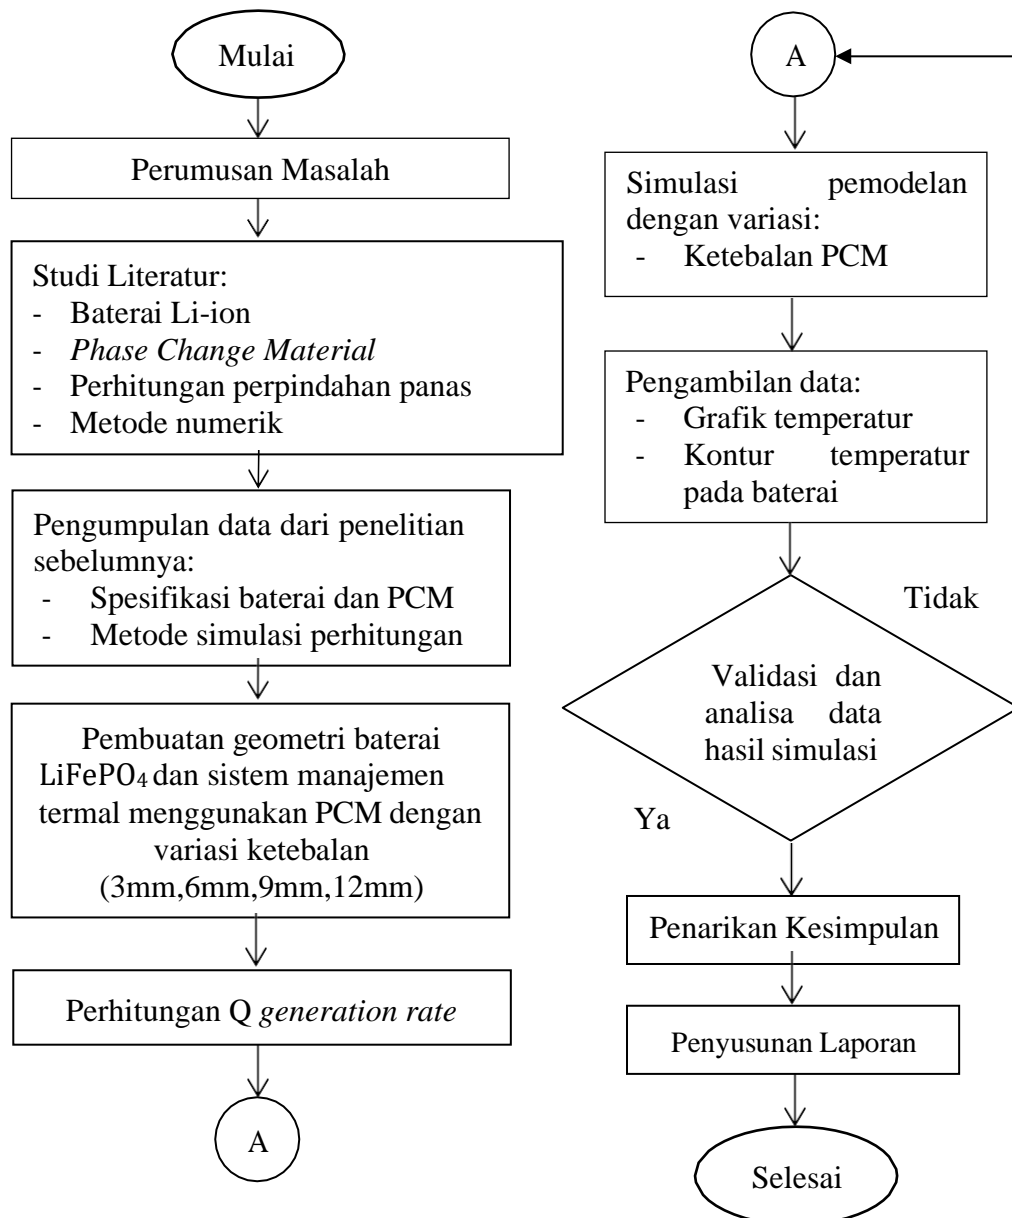 Mulai
Perumusan Masalah
Studi Literatur:
- Baterai Li-ion
- Phase Change Material
- Perhitungan perpindahan panas
- Metode numerik
Pengumpulan data dari penelitian
sebelumnya:
- Spesifikasi baterai dan PCM
- Metode simulasi perhitungan
Pembuatan geometri baterai
LiFePO₄ dan sistem manajemen
termal menggunakan PCM dengan
variasi ketebalan
(3mm,6mm,9mm,12mm)
Perhitungan Q generation rate
A
A
Simulasi pemodelan
dengan variasi:
- Ketebalan PCM
Pengambilan data:
- Grafik temperatur
- Kontur temperatur
pada baterai
Tidak
Validasi dan
analisa data
hasil simulasi
Ya
Penarikan Kesimpulan
Penyusunan Laporan
Selesai